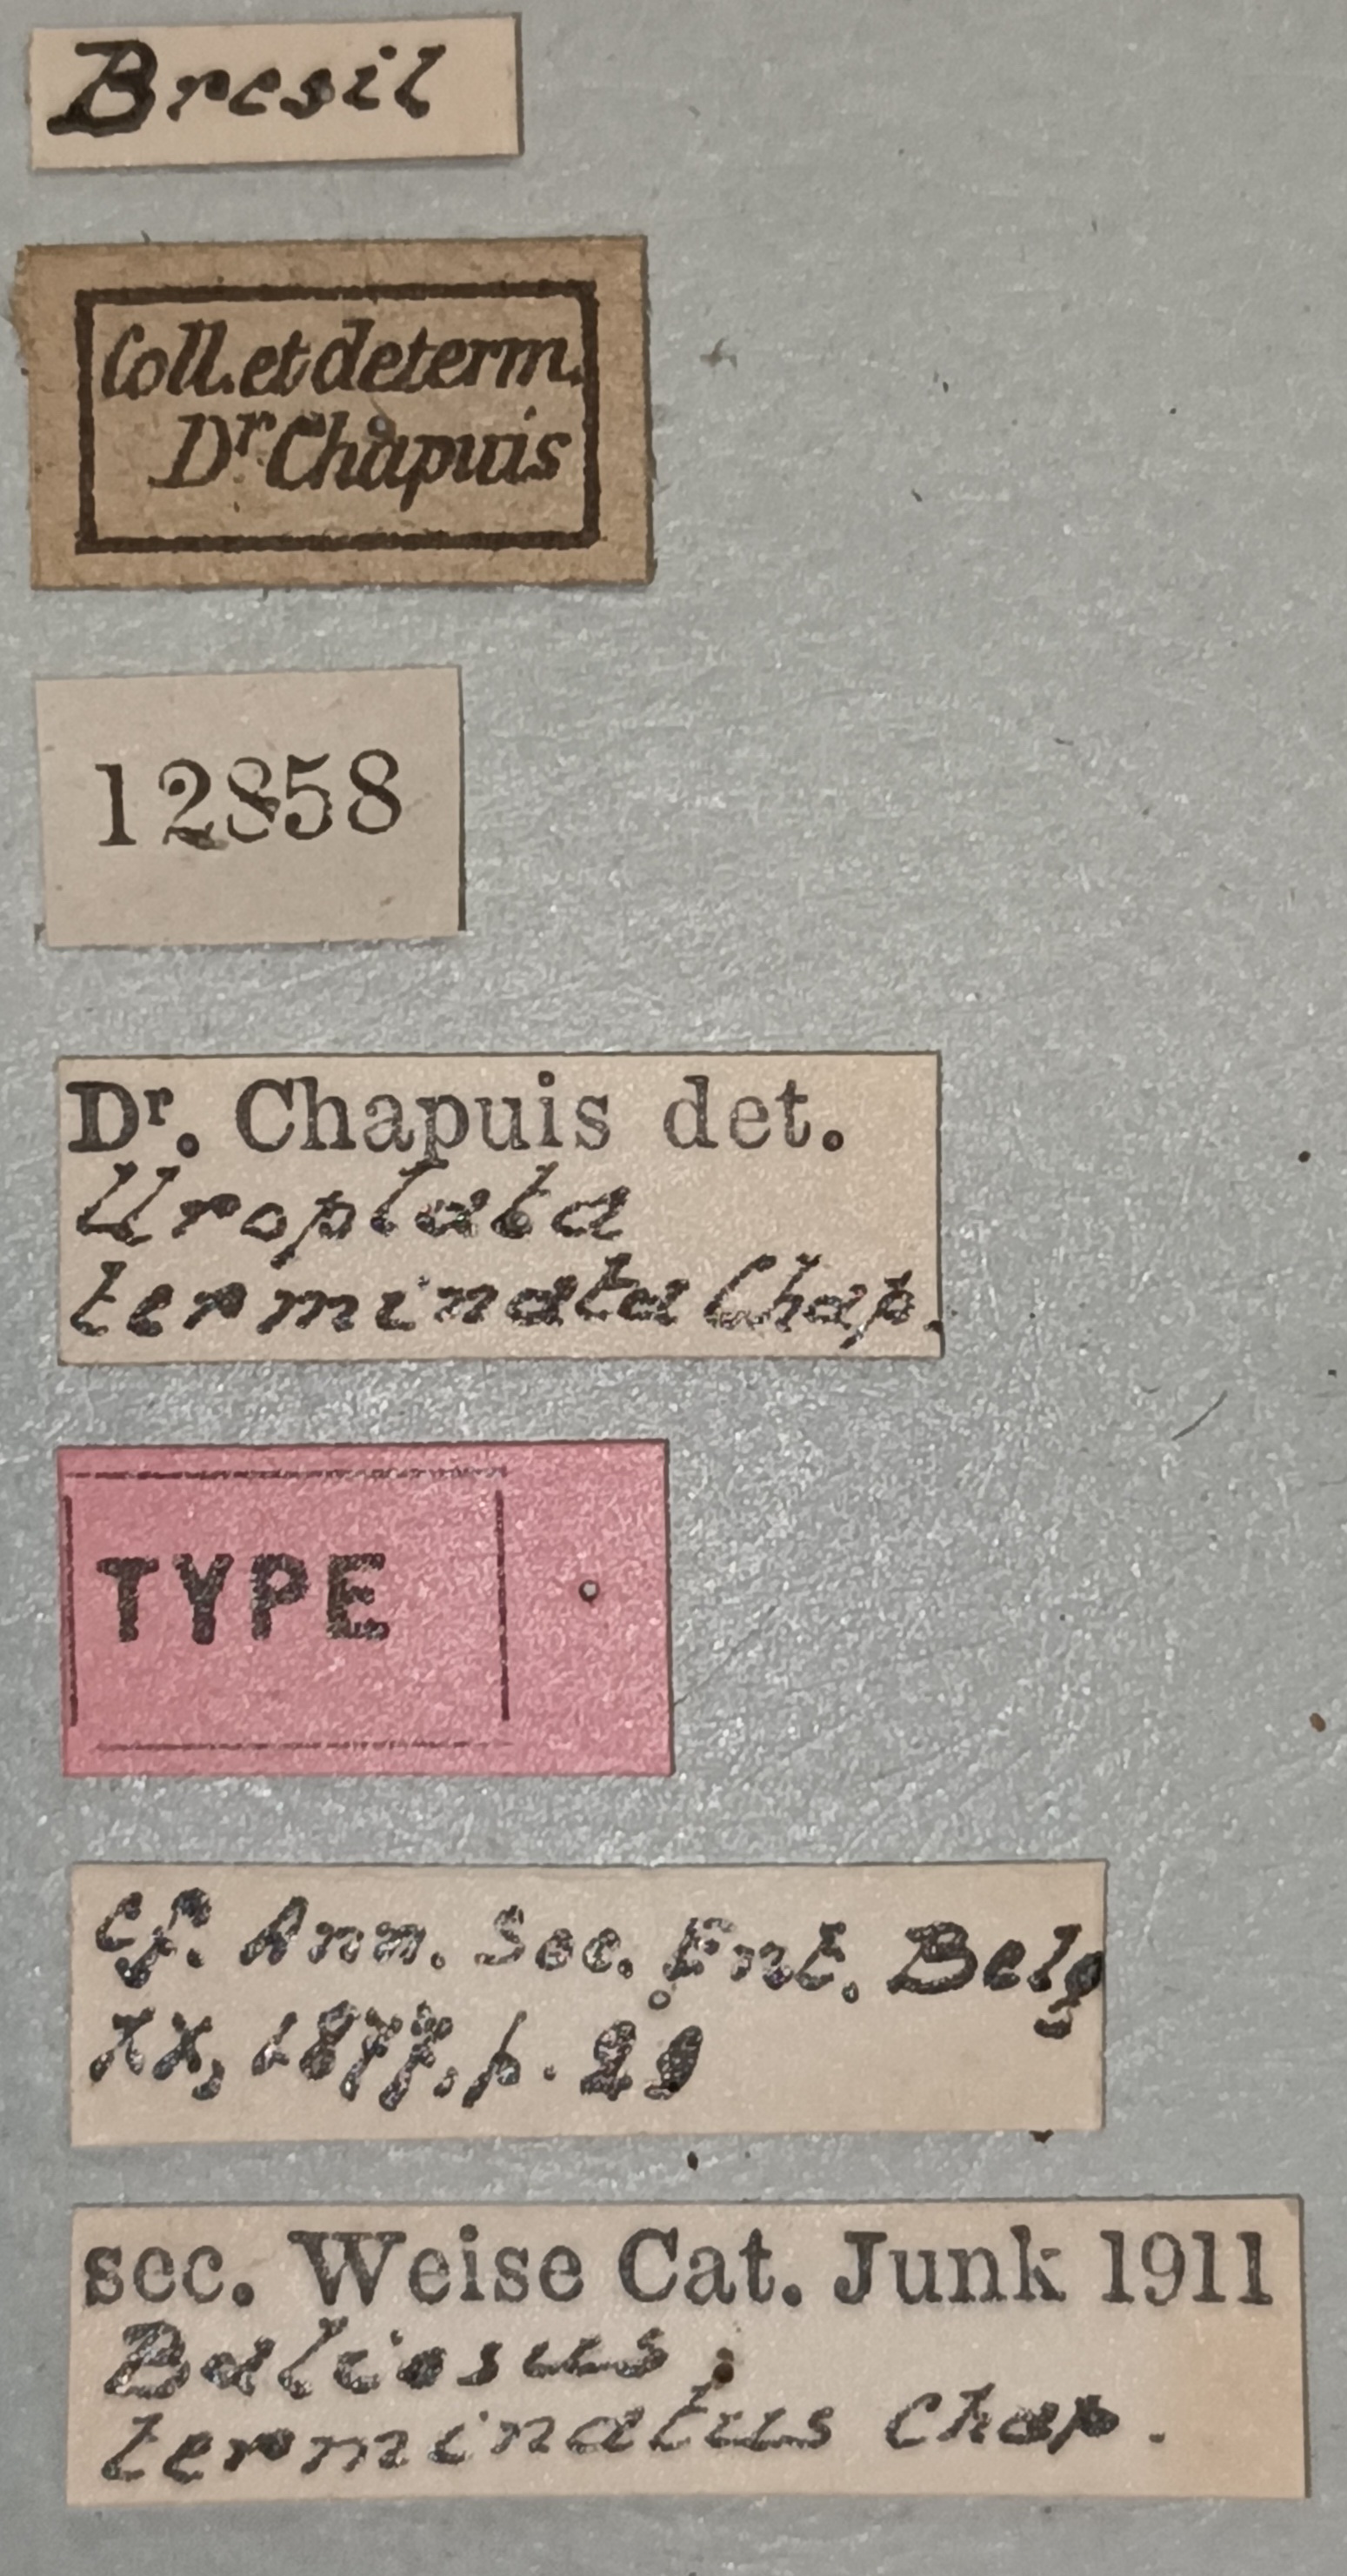 Bresil
Coll. et determ.
Dr Chapuis
12858
Dr. Chapuis det.
Uroplata
terminata Chap.
TYPE
Cf. Ann. Soc. Ent. Belg
XX, 1877, p. 29
sec. Weise Cat. Junk 1911
Baliosus
terminatus Chap.